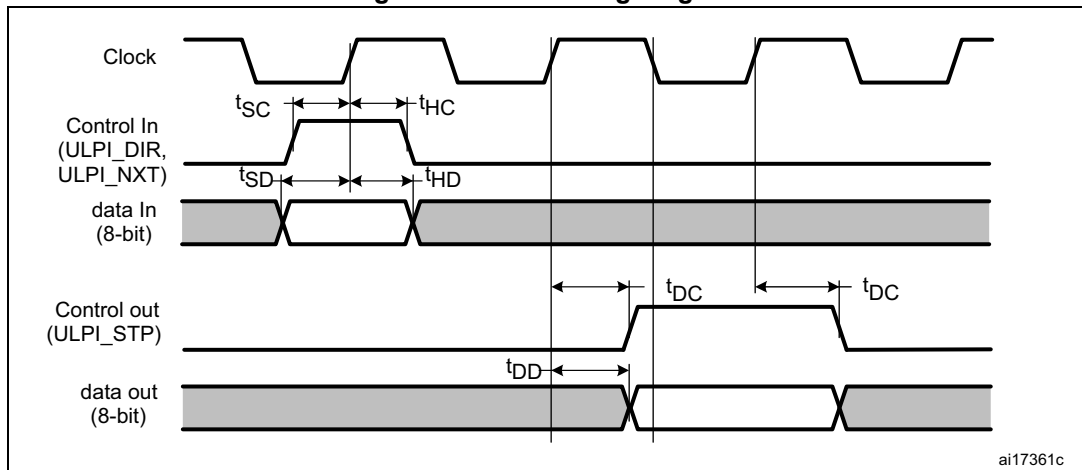 Clock
tSC
tHC
Control In
(ULPI_DIR,
ULPI_NXT)
tSD
tHD
data In
(8-bit)
Control out
(ULPI_STP)
tDC
tDC
tDD
data out
(8-bit)
ai17361c